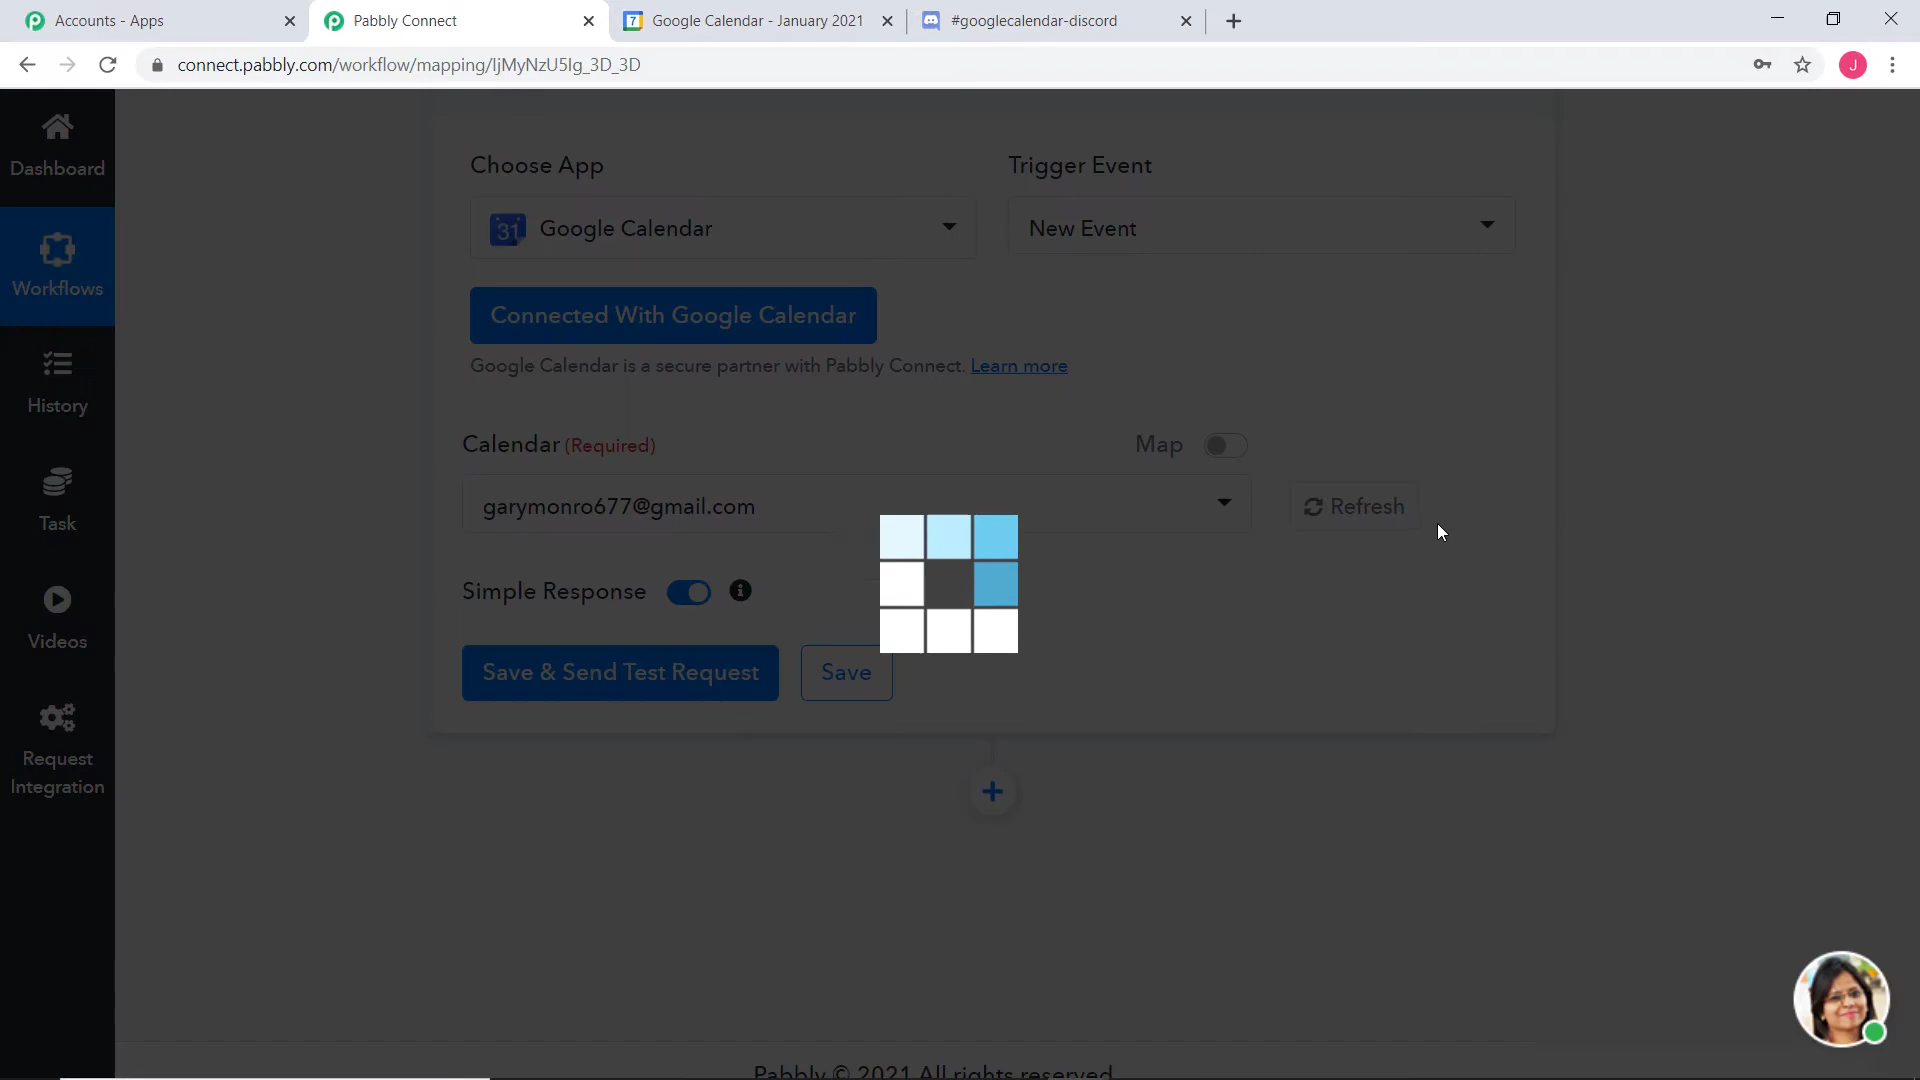 Accounts - Apps
Pabbly Connect
7
Google Calendar - January 2021
#googlecalendar-discord
connect.pabbly.com/workflow/mapping/IjMyNzU5Ig_3D_3D
J
Dashboard
Workflows
History
Task
Videos
Request
Integration
Choose App
Trigger Event
31
Google Calendar
New Event
Connected With Google Calendar
Google Calendar is a secure partner with Pabbly Connect. Learn more
Calendar (Required)
Map
garymonro677@gmail.com
Refresh
Simple Response
Save & Send Test Request
Save
Pabbly © 2021 All rights reserved